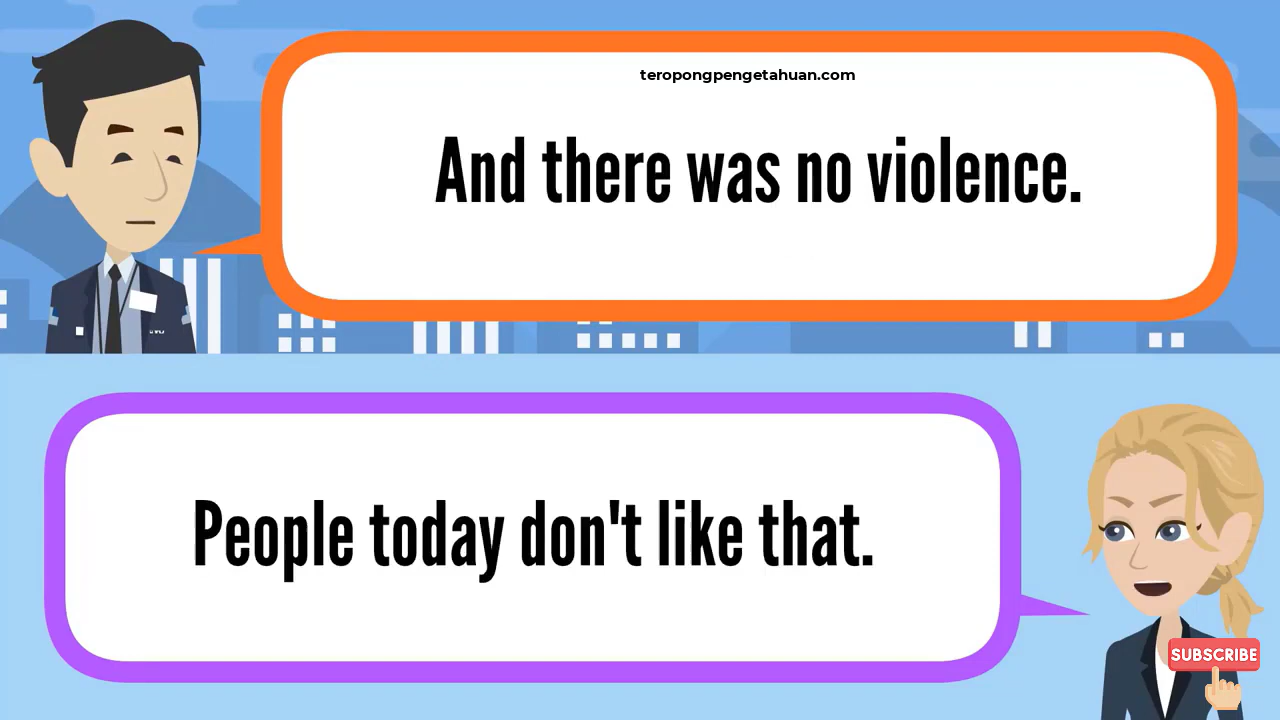 teropongpengetahuan.com
And there was no violence.
People today don't like that.
SUBSCRIBE